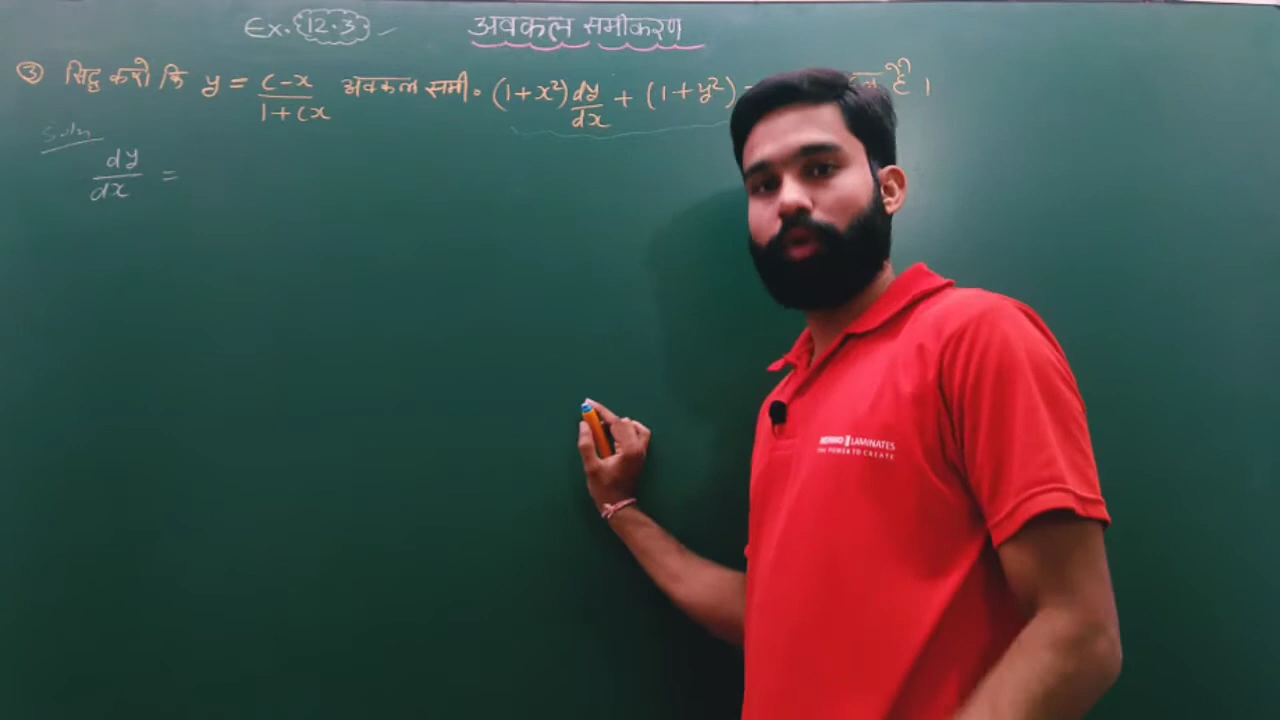 Ex. 12.3
अवकल समीकरण
③ सिद्ध करो कि y = c-x / 1+cx अवकल समी॰ (1+x²) dy/dx + (1+y²) है ।
Soln
dy/dx =
LAMINATES
THE POWER TO CREATE